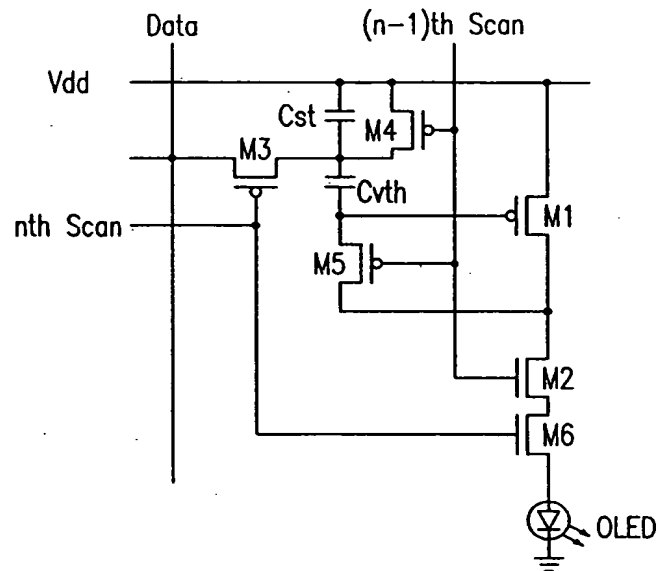 Data
(n-1)th Scan
Vdd
Cst
M4
M3
Cvth
M1
nth Scan
M5
M2
M6
OLED